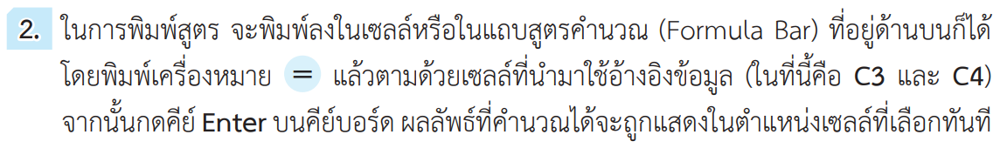 2. ในการพิมพ์สูตร จะพิมพ์ลงในเซลล์หรือในแถบสูตรคำนวณ (Formula Bar) ที่อยู่ด้านบนก็ได้
โดยพิมพ์เครื่องหมาย = แล้วตามด้วยเซลล์ที่นำมาใช้อ้างอิงข้อมูล (ในที่นี้คือ C3 และ C4)
จากนั้นกดคีย์ Enter บนคีย์บอร์ด ผลลัพธ์ที่คำนวณได้จะถูกแสดงในตำแหน่งเซลล์ที่เลือกทันที